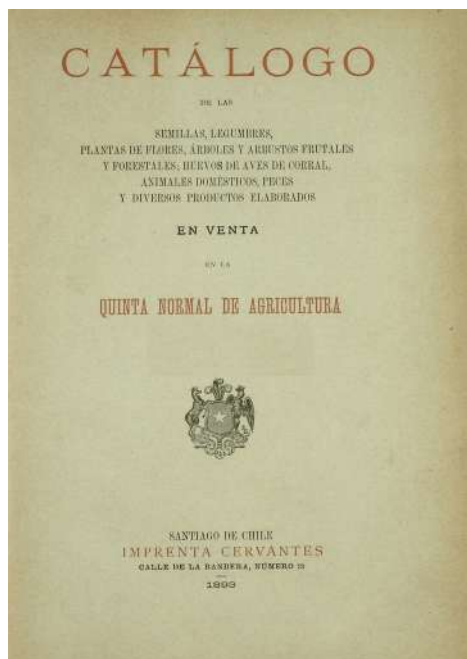 CATÁLOGO
DE LAS
SEMILLAS, LEGUMBRES,
PLANTAS DE FLORES, ÁRBOLES Y ARBUSTOS FRUTALES
Y FORESTALES; HUEVOS DE AVES DE CORRAL,
ANIMALES DOMÉSTICOS, PECES
Y DIVERSOS PRODUCTOS ELABORADOS
EN VENTA
EN LA
QUINTA NORMAL DE AGRICULTURA
SANTIAGO DE CHILE
IMPRENTA CERVANTES
CALLE DE LA BANDERA, NÚMERO
1893